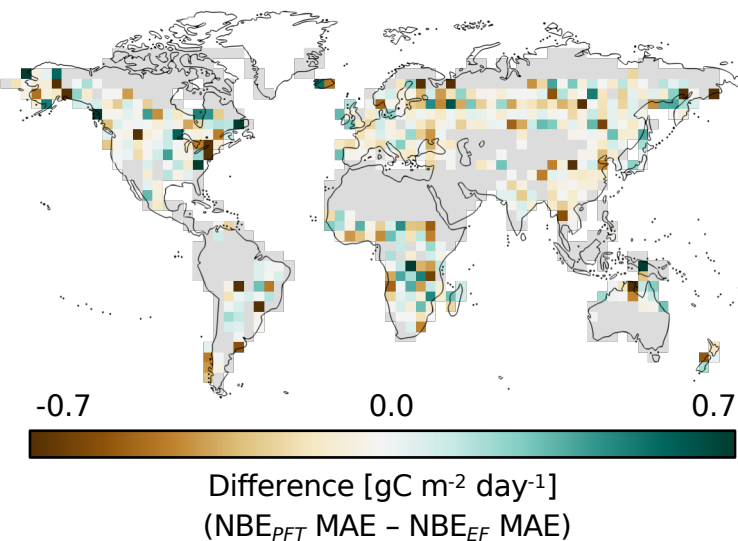 -0.7 0.0 0.7
Difference [gC m-2 day-1]
(NBEPFT MAE – NBEEF MAE)